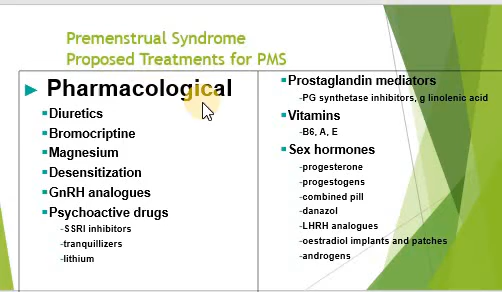 Premenstrual Syndrome
Proposed Treatments for PMS
Pharmacological
Diuretics
Bromocriptine
Magnesium
Desensitization
GnRH analogues
Psychoactive drugs
-SSRI inhibitors
-tranquillizers
-lithium
Prostaglandin mediators
-PG synthetase inhibitors, g linolenic acid
Vitamins
-B6, A, E
Sex hormones
-progesterone
-progestogens
-combined pill
-danazol
-LHRH analogues
-oestradiol implants and patches
-androgens